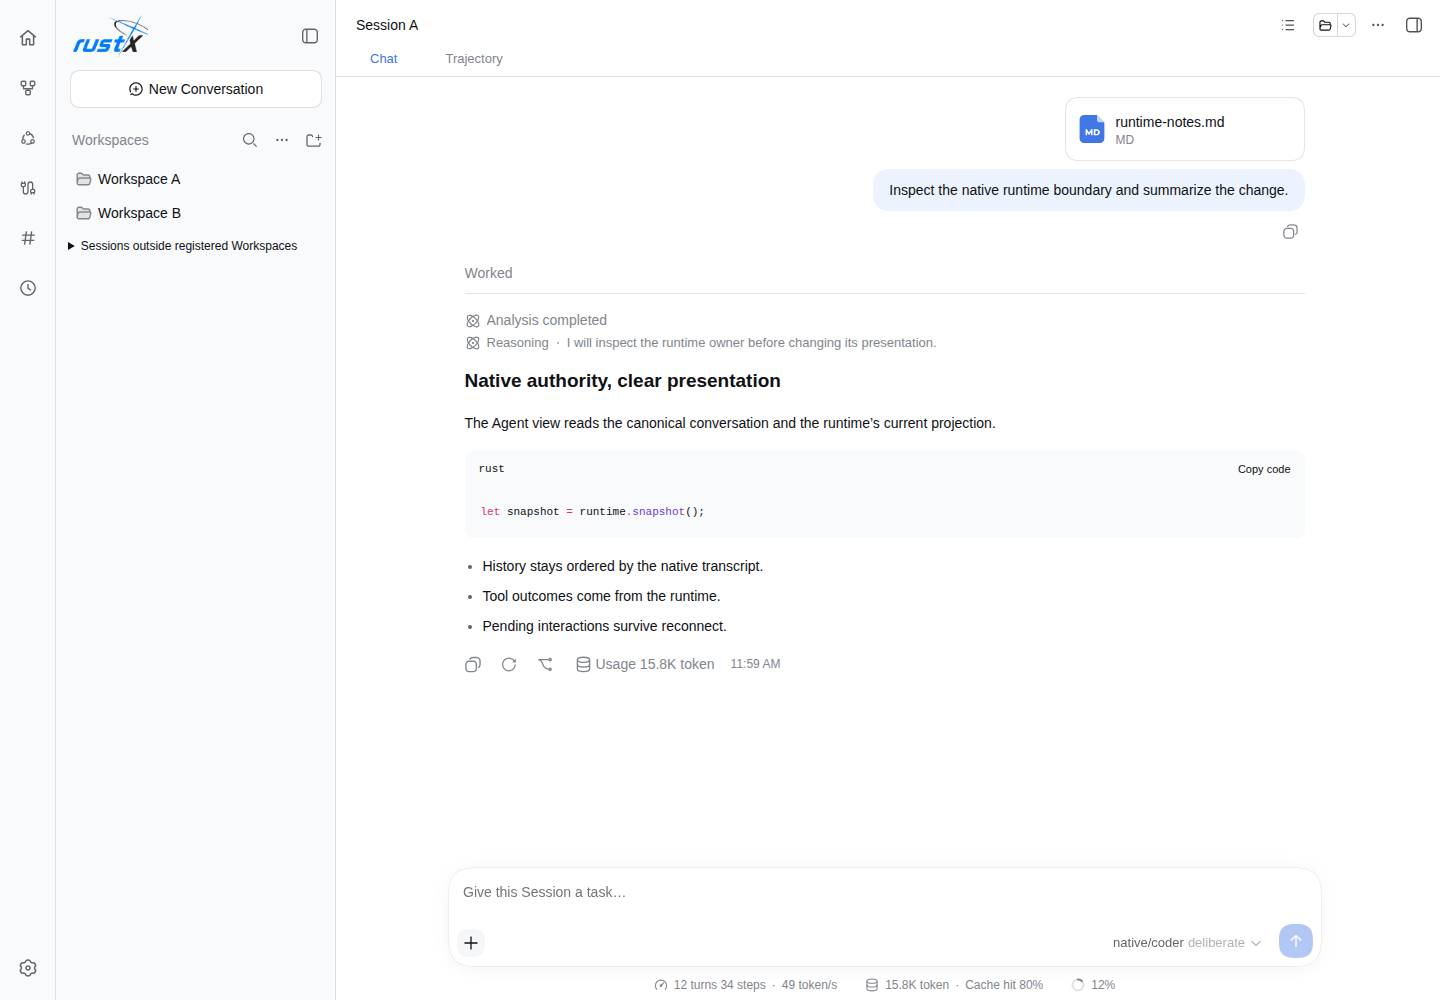 rustX
New Conversation
Workspaces
Workspace A
Workspace B
Sessions outside registered Workspaces
Session A
Chat
Trajectory
MD
runtime-notes.md
MD
Inspect the native runtime boundary and summarize the change.
Worked
Analysis completed
Reasoning · I will inspect the runtime owner before changing its presentation.
Native authority, clear presentation
The Agent view reads the canonical conversation and the runtime’s current projection.
rust
Copy code
let snapshot = runtime.snapshot();
• History stays ordered by the native transcript.
• Tool outcomes come from the runtime.
• Pending interactions survive reconnect.
Usage 15.8K token
11:59 AM
Give this Session a task…
native/coder deliberate
12 turns 34 steps · 49 token/s
15.8K token · Cache hit 80%
12%